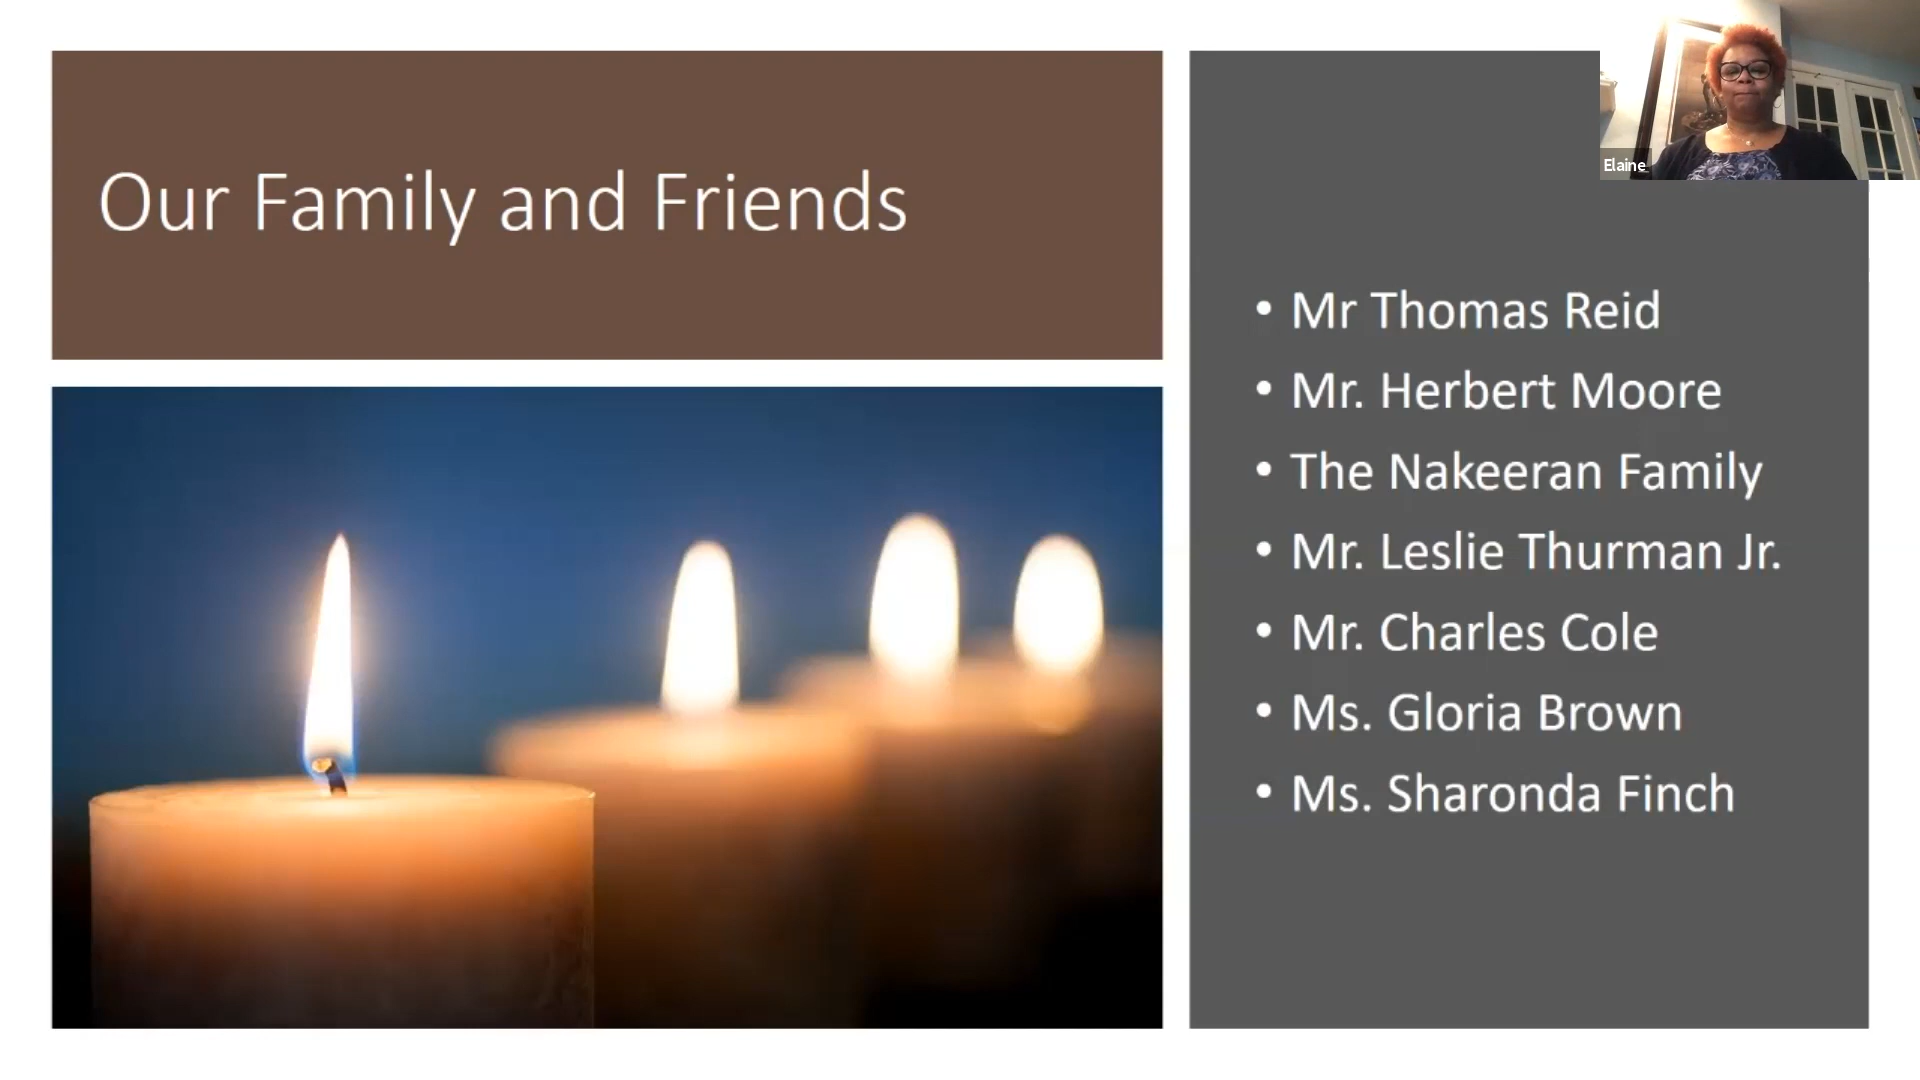 Our Family and Friends
Elaine
• Mr Thomas Reid
• Mr. Herbert Moore
• The Nakeeran Family
• Mr. Leslie Thurman Jr.
• Mr. Charles Cole
• Ms. Gloria Brown
• Ms. Sharonda Finch